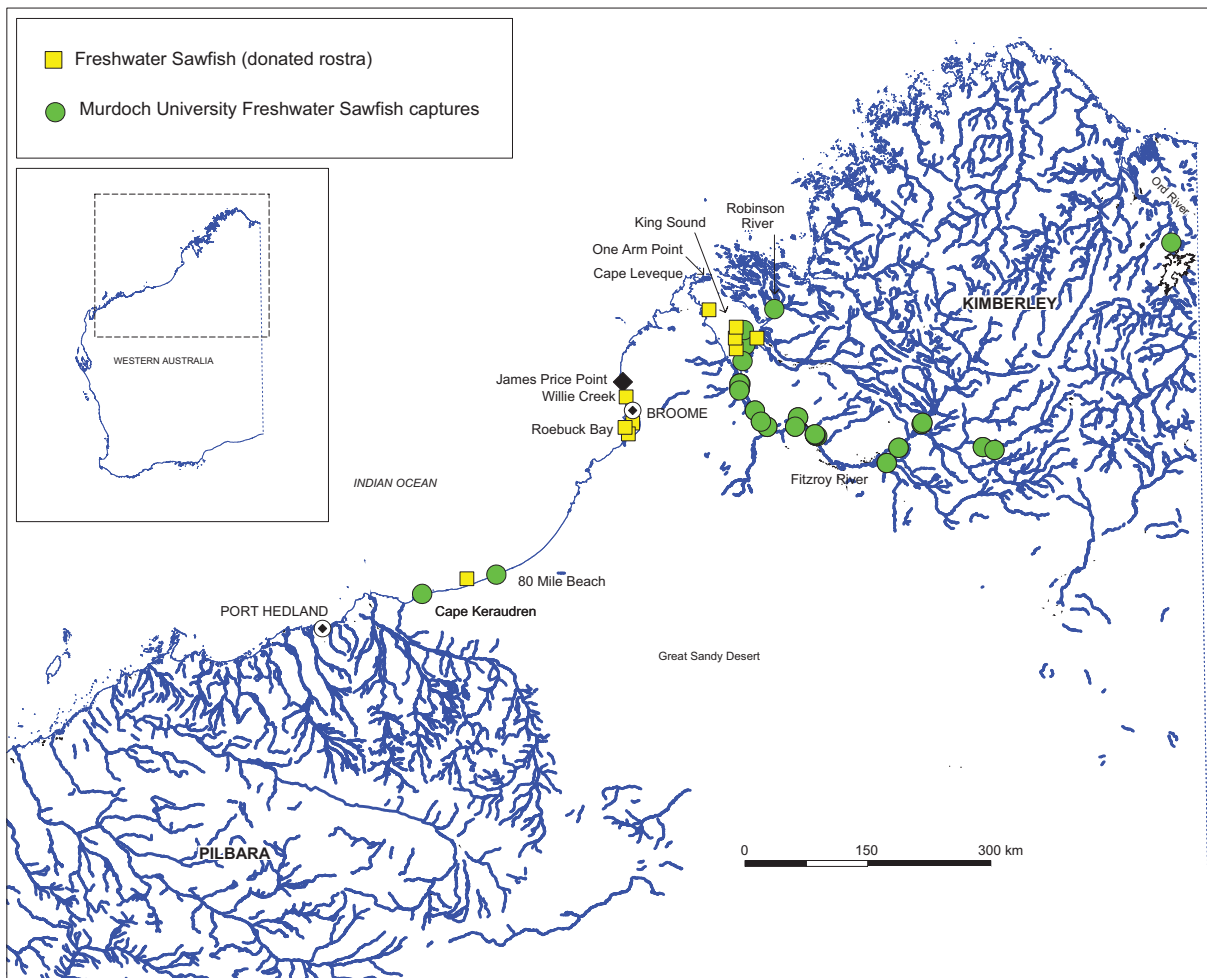 Freshwater Sawfish (donated rostra)
Murdoch University Freshwater Sawfish captures
WESTERN AUSTRALIA
Ord River
Robinson
River
King Sound
One Arm Point
Cape Leveque
KIMBERLEY
James Price Point
Willie Creek
BROOME
Roebuck Bay
Fitzroy River
INDIAN OCEAN
80 Mile Beach
PORT HEDLAND
Cape Keraudren
Great Sandy Desert
PILBARA
0 150 300 km